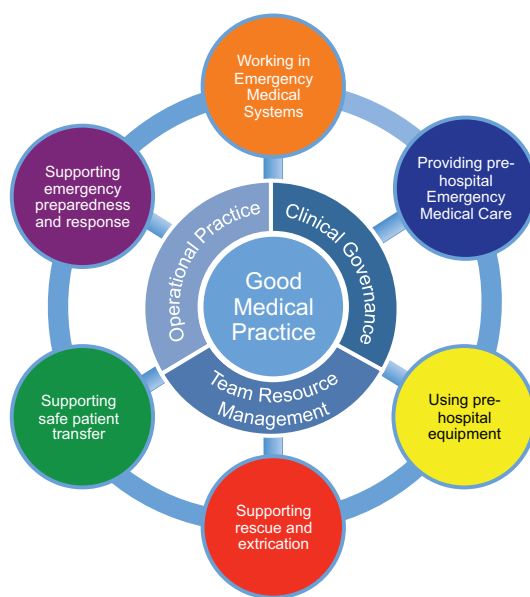 Working in
Emergency
Medical
Systems
Providing pre-
hospital
Emergency
Medical Care
Using pre-
hospital
equipment
Supporting
rescue and
extrication
Supporting
safe patient
transfer
Supporting
emergency
preparedness
and response
Operational Practice
Clinical Governance
Team Resource
Management
Good
Medical
Practice